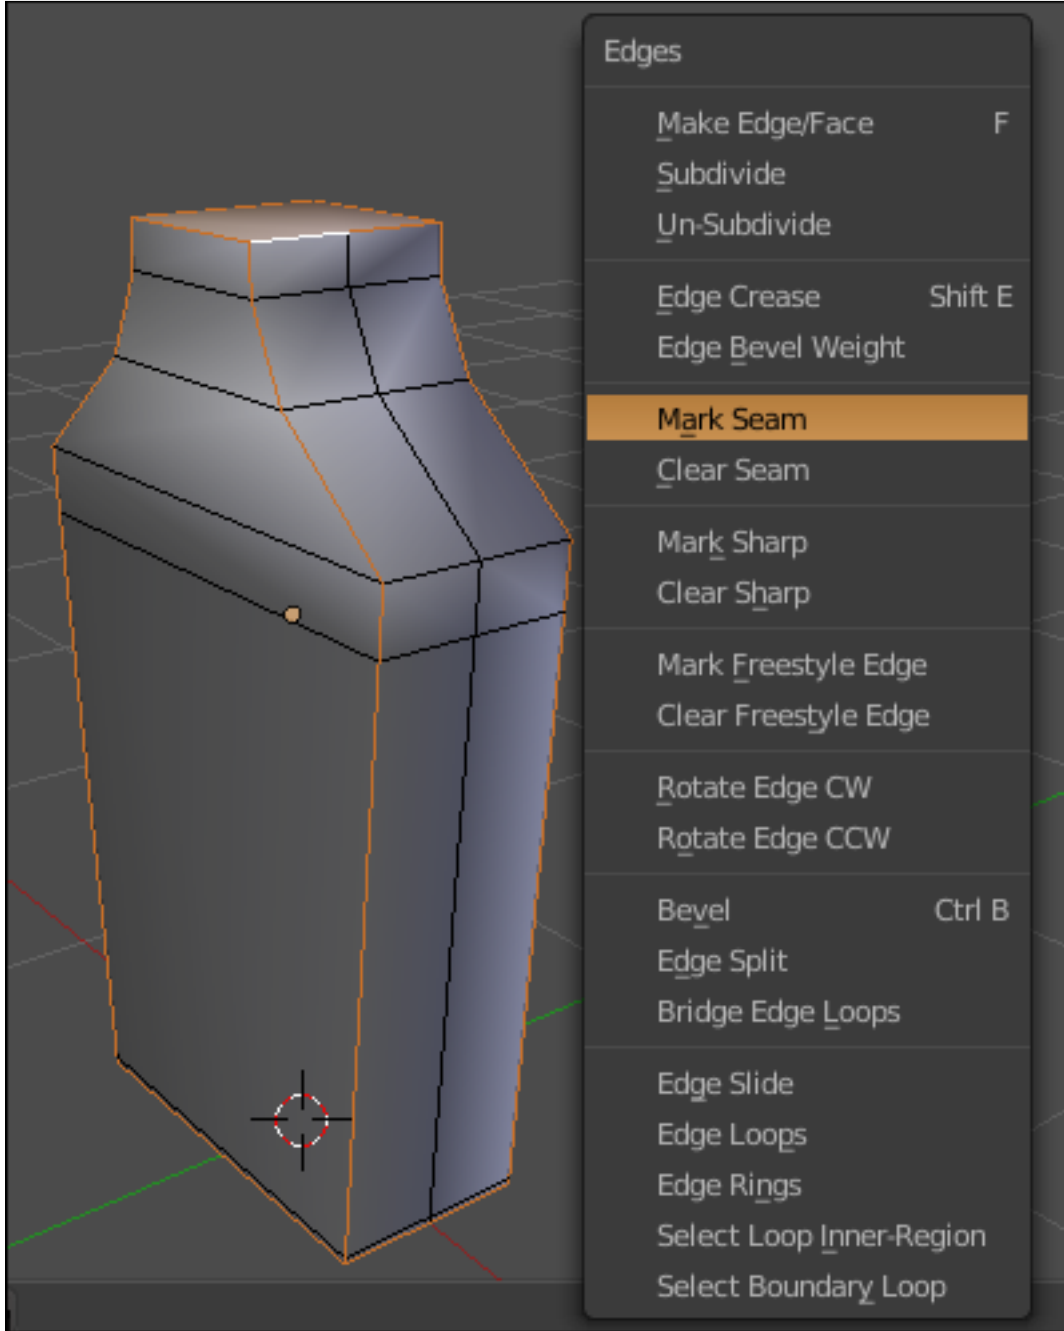 Edges
Make Edge/Face F
Subdivide
Un-Subdivide
Edge Crease Shift E
Edge Bevel Weight
Mark Seam
Clear Seam
Mark Sharp
Clear Sharp
Mark Freestyle Edge
Clear Freestyle Edge
Rotate Edge CW
Rotate Edge CCW
Bevel Ctrl B
Edge Split
Bridge Edge Loops
Edge Slide
Edge Loops
Edge Rings
Select Loop Inner-Region
Select Boundary Loop